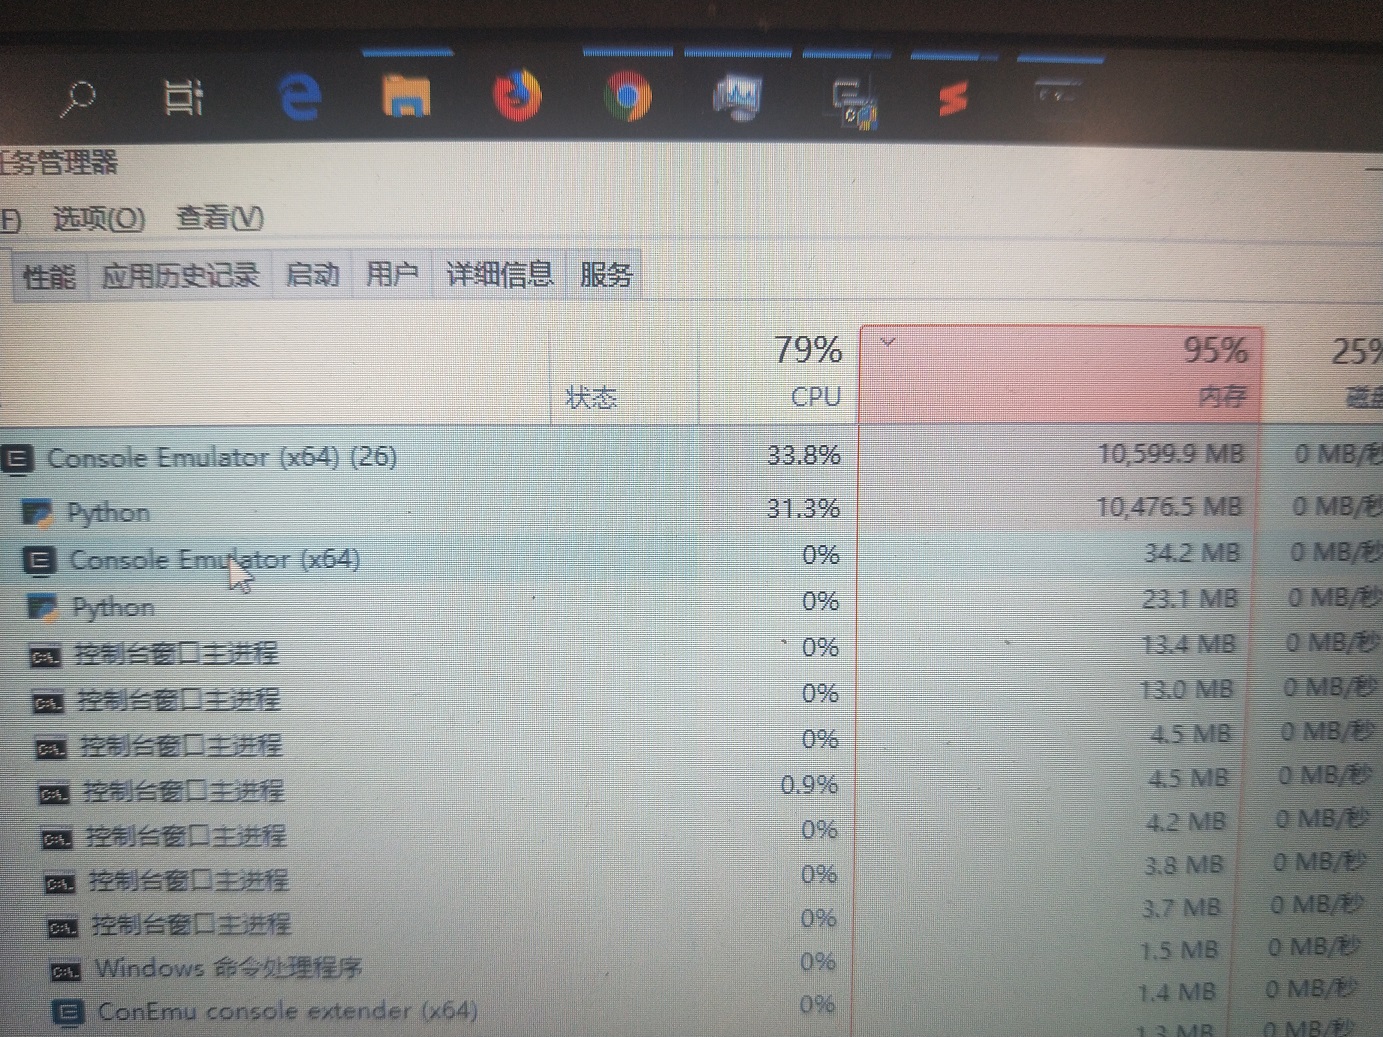 任务管理器
F) 选项(O) 查看(V)
性能 应用历史记录 启动 用户 详细信息 服务
79% 95% 25%
状态 CPU 内存 磁盘
Console Emulator (x64) (26) 33.8% 10,599.9 MB 0 MB/秒
Python 31.3% 10,476.5 MB 0 MB/秒
Console Emulator (x64) 0% 34.2 MB 0 MB/秒
Python 0% 23.1 MB 0 MB/秒
控制台窗口主进程 0% 13.4 MB 0 MB/秒
控制台窗口主进程 0% 13.0 MB 0 MB/秒
控制台窗口主进程 0% 4.5 MB 0 MB/秒
控制台窗口主进程 0.9% 4.5 MB 0 MB/秒
控制台窗口主进程 0% 4.2 MB 0 MB/秒
控制台窗口主进程 0% 3.8 MB 0 MB/秒
控制台窗口主进程 0% 3.7 MB 0 MB/秒
Windows 命令处理程序 0% 1.5 MB 0 MB/秒
ConEmu console extender (x64) 0% 1.4 MB 0 MB/秒
1.3 MB 0 MB/秒